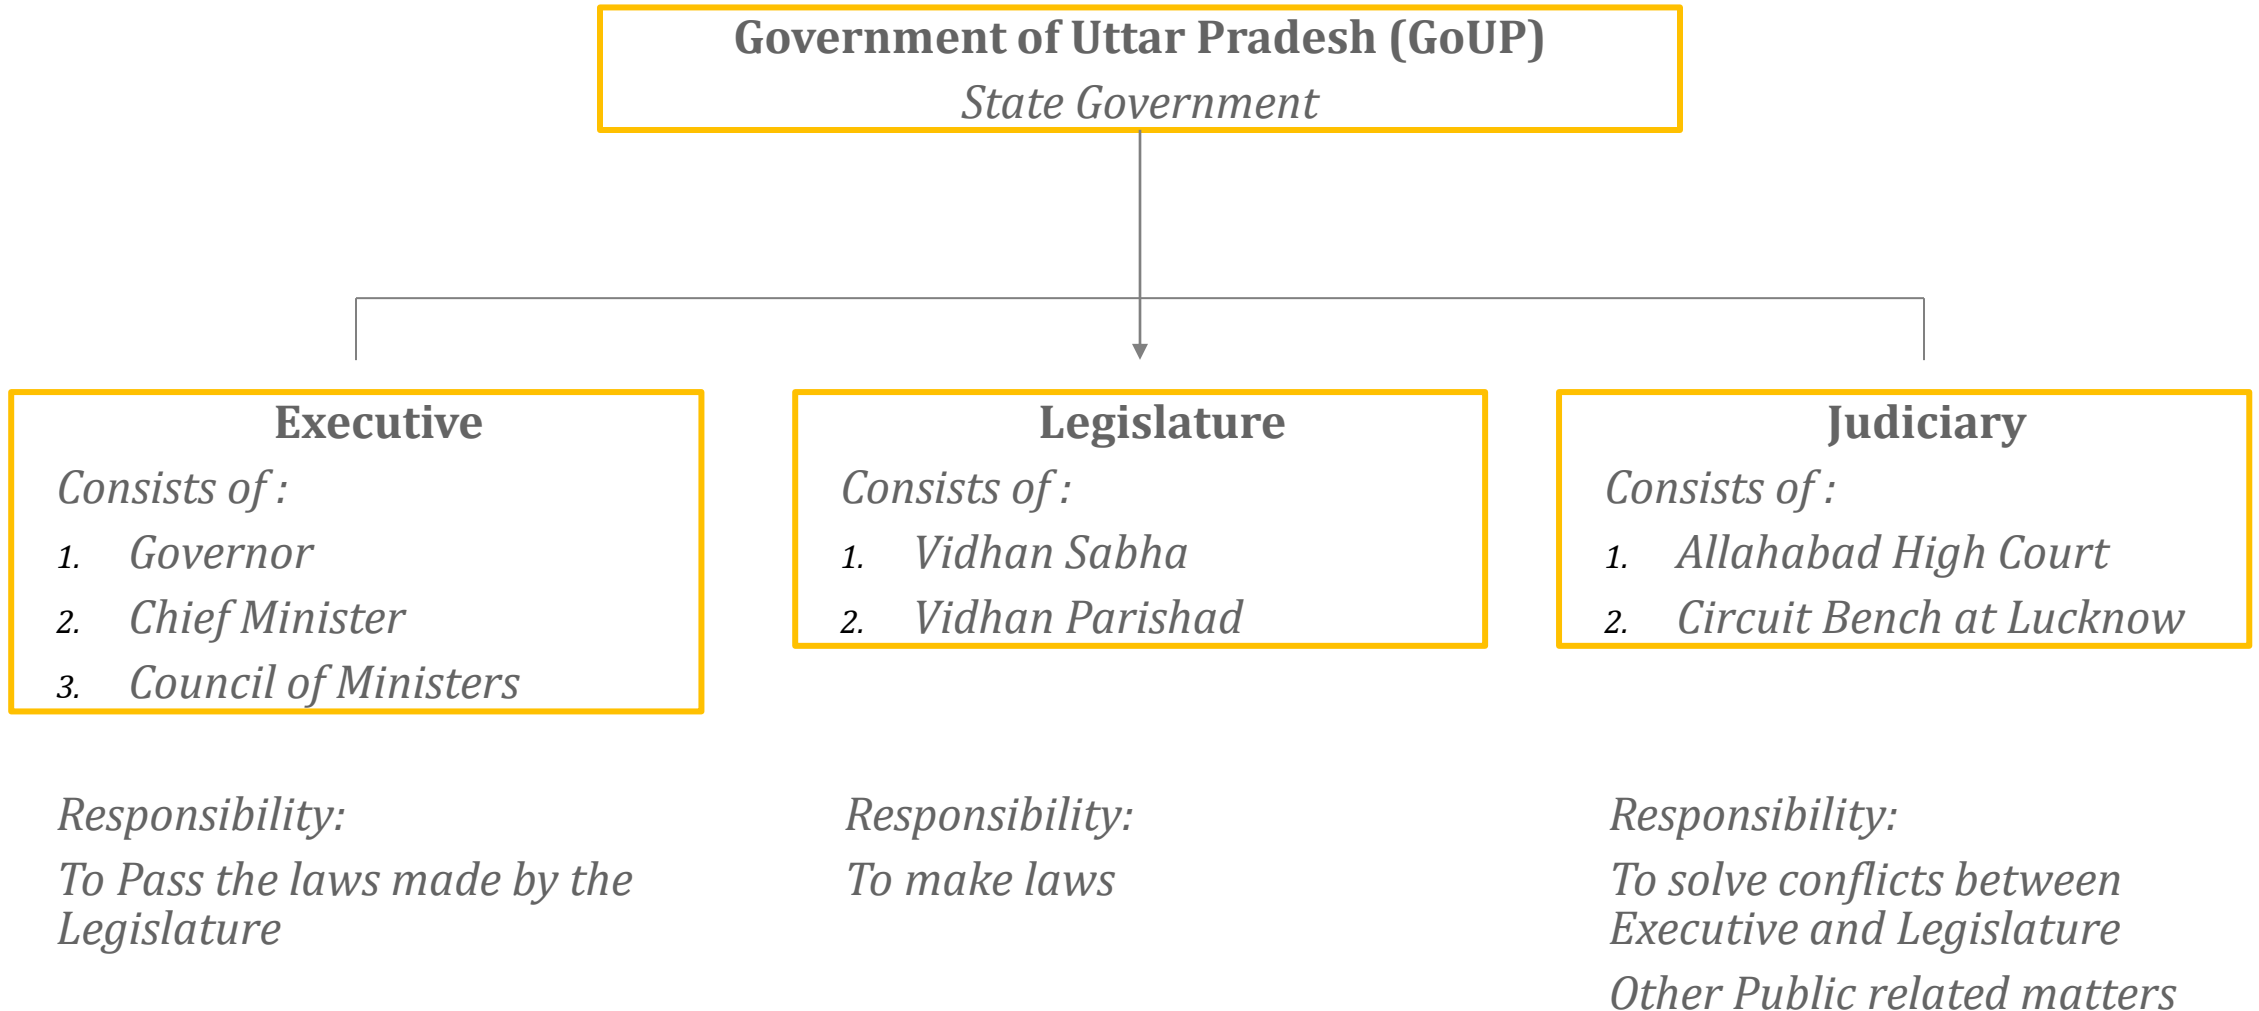 Government of Uttar Pradesh (GoUP)
State Government
Executive
Consists of :
1. Governor
2. Chief Minister
3. Council of Ministers
Responsibility:
To Pass the laws made by the
Legislature
Legislature
Consists of :
1. Vidhan Sabha
2. Vidhan Parishad
Responsibility:
To make laws
Judiciary
Consists of :
1. Allahabad High Court
2. Circuit Bench at Lucknow
Responsibility:
To solve conflicts between
Executive and Legislature
Other Public related matters